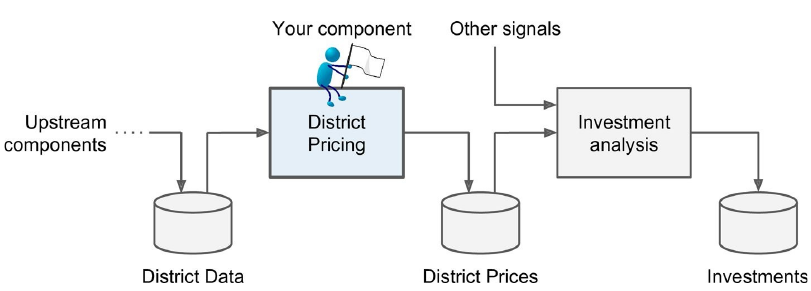 Your component
Other signals
Upstream
components
District
Pricing
Investment
analysis
District Data
District Prices
Investments